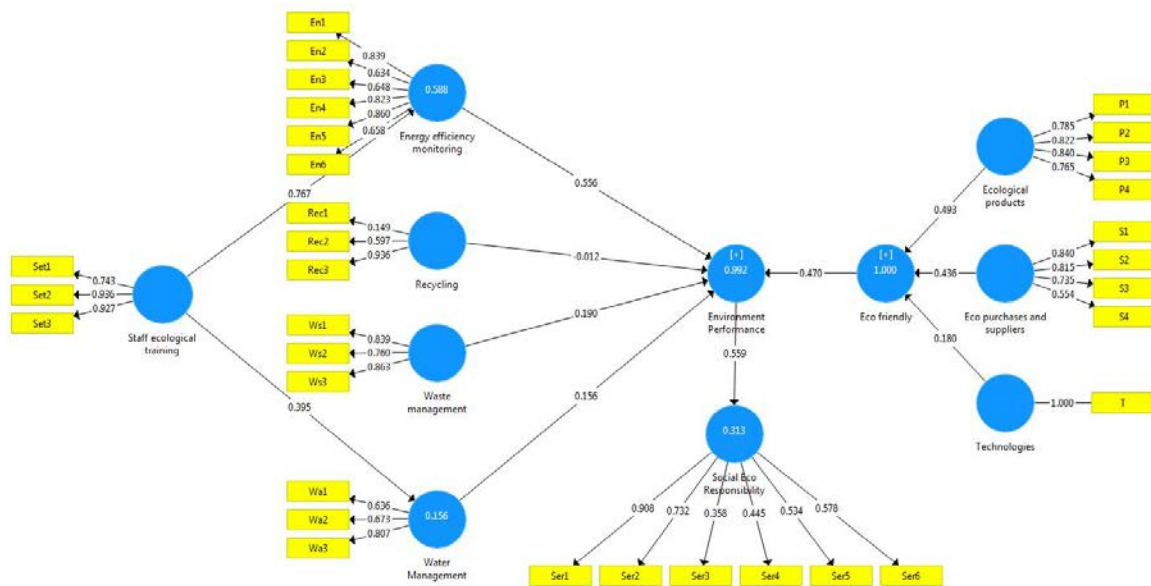 En1
En2
En3
En4
En5
En6
0.839
0.634
0.648
0.823
0.860
0.658
0.588
Energy efficiency
monitoring
0.767
0.556
Rec1
Rec2
Rec3
0.149
0.597
0.936
Recycling
-0.012
Set1
Set2
Set3
0.743
0.936
0.927
Staff ecological
training
Ws1
Ws2
Ws3
0.839
0.760
0.863
Waste
management
0.190
0.395
0.156
Wa1
Wa2
Wa3
0.636
0.673
0.807
0.156
Water
Management
[+]
0.992
Environment
Performance
0.470
[+]
1.000
Eco friendly
0.559
0.313
Social Eco
Responsibility
0.908
0.732
0.358
0.445
0.534
0.578
Ser1
Ser2
Ser3
Ser4
Ser5
Ser6
P1
P2
P3
P4
0.785
0.822
0.840
0.765
Ecological
products
0.493
S1
S2
S3
S4
0.840
0.815
0.735
0.554
0.436
Eco purchases and
suppliers
0.180
Technologies
1.000
T